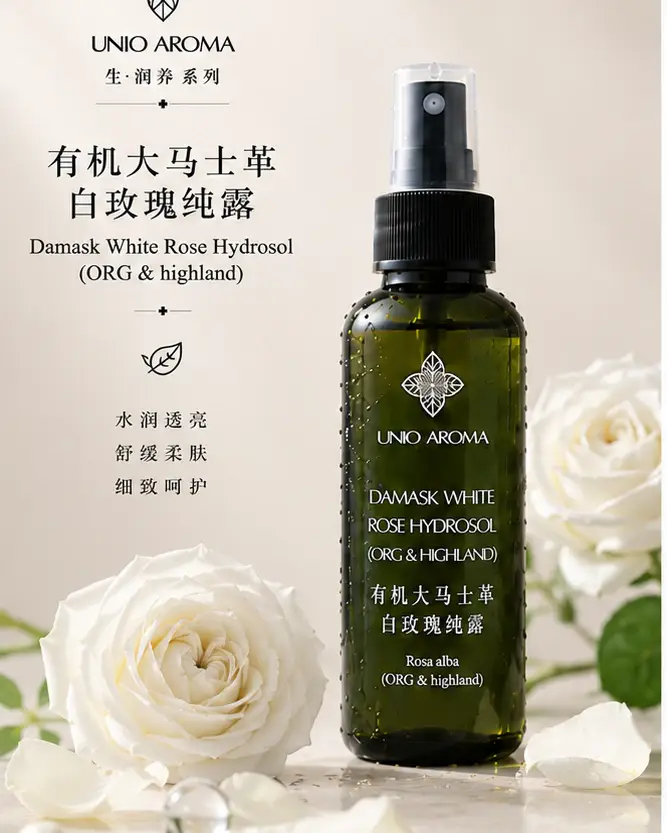 UNIO AROMA
生·润养系列
有机大马士革
白玫瑰纯露
Damask White Rose Hydrosol
(ORG & highland)
水润透亮
舒缓柔肤
细致呵护
UNIO AROMA
DAMASK WHITE
ROSE HYDROSOL
(ORG & HIGHLAND)
有机大马士革
白玫瑰纯露
Rosa alba
(ORG & highland)